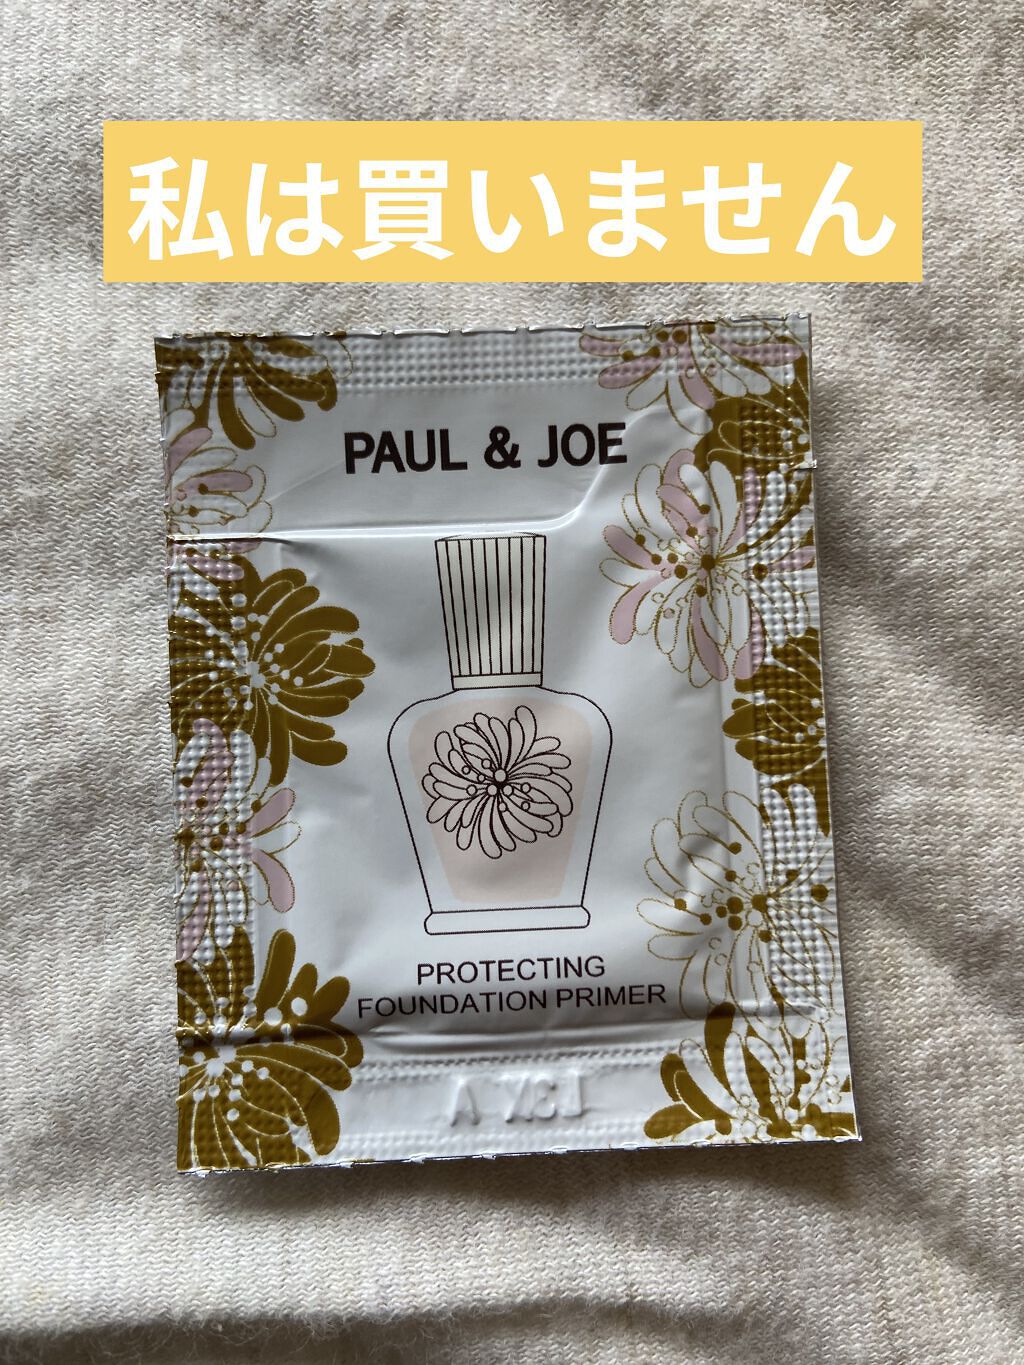 私は買いません
PAUL & JOE
PROTECTING
FOUNDATION PRIMER